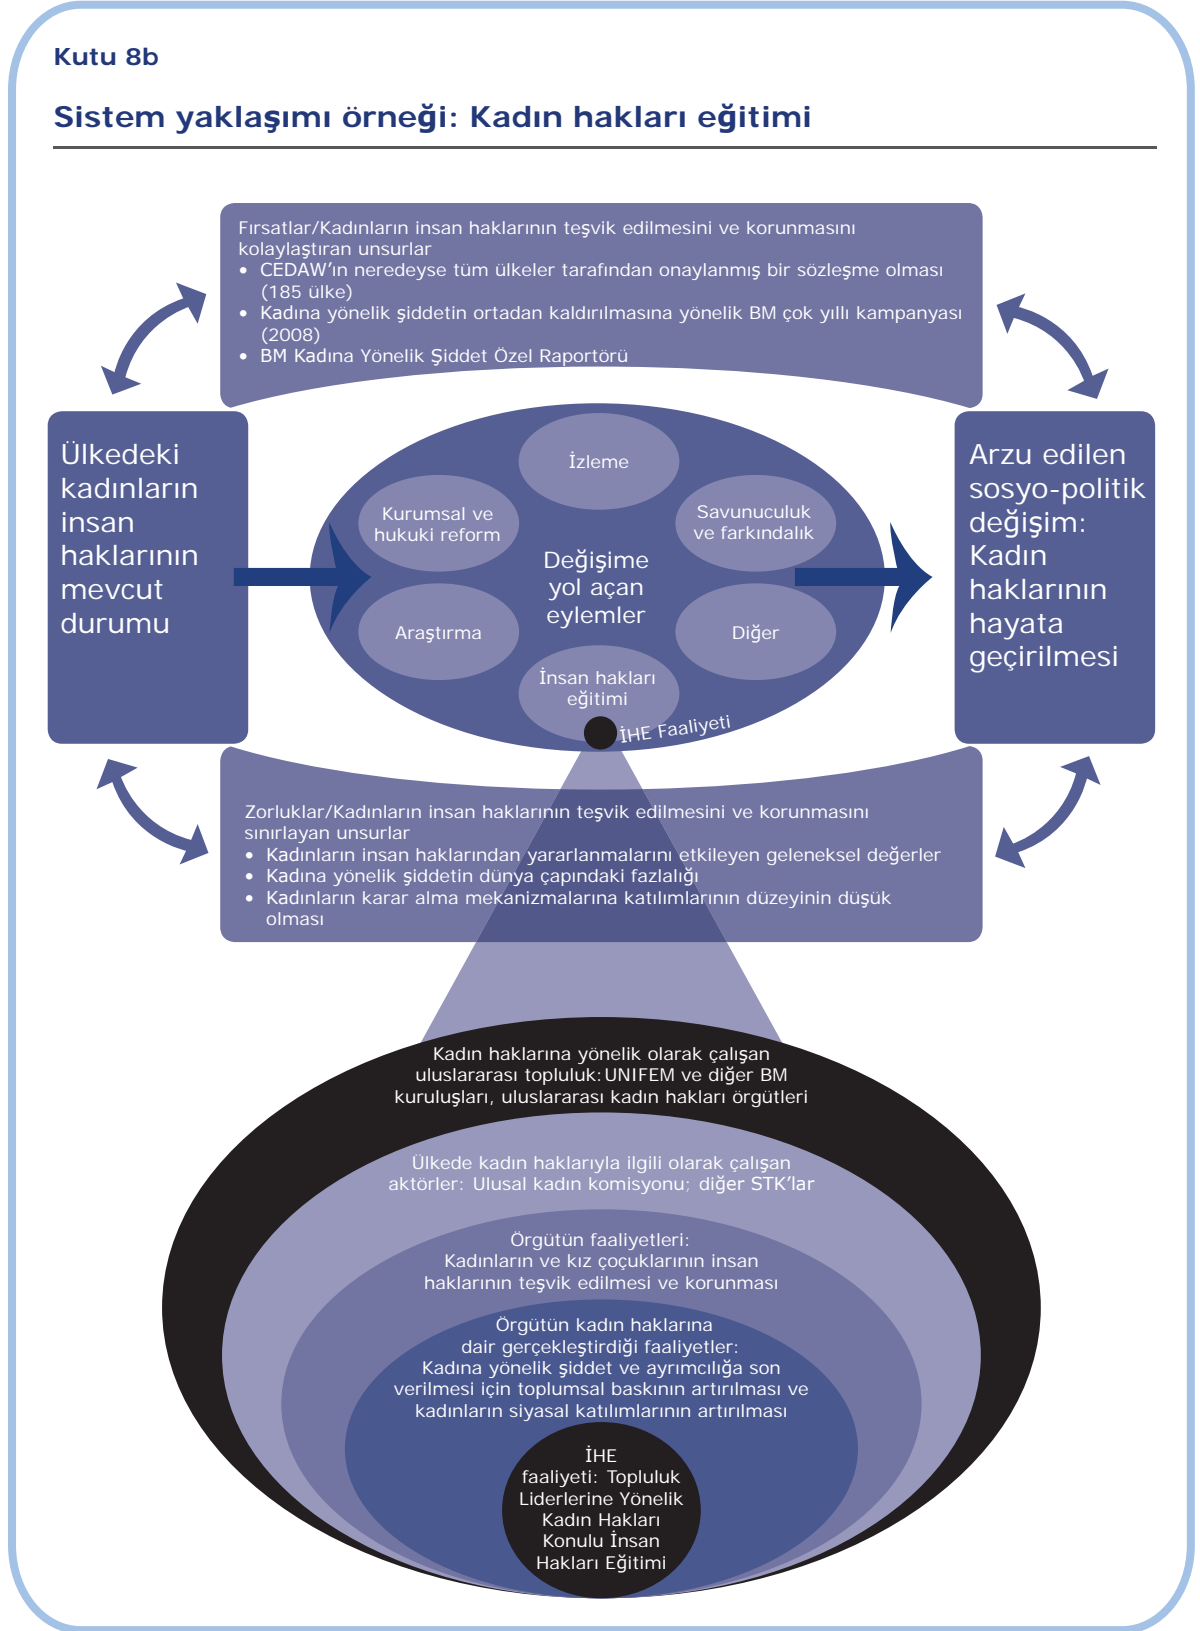 Kutu 8b
Sistem yaklaşımı örneği: Kadın hakları eğitimi
Fırsatlar/Kadınların insan haklarının teşvik edilmesini ve korunmasını
kolaylaştıran unsurlar
• CEDAW’ın neredeyse tüm ülkeler tarafından onaylanmış bir sözleşme olması
(185 ülke)
• Kadına yönelik şiddetin ortadan kaldırılmasına yönelik BM çok yıllı kampanyası
(2008)
• BM Kadına Yönelik Şiddet Özel Raportörü
Ülkedeki
kadınların
insan
haklarının
mevcut
durumu
İzleme
Kurumsal ve
hukuki reform
Savunuculuk
ve farkındalık
Değişime
yol açan
eylemler
Araştırma
Diğer
İnsan hakları
eğitimi
İHE Faaliyeti
Arzu edilen
sosyo-politik
değişim:
Kadın
haklarının
hayata
geçirilmesi
Zorluklar/Kadınların insan haklarının teşvik edilmesini ve korunmasını
sınırlayan unsurlar
• Kadınların insan haklarından yararlanmalarını etkileyen geleneksel değerler
• Kadına yönelik şiddetin dünya çapındaki fazlalığı
• Kadınların karar alma mekanizmalarına katılımlarının düzeyinin düşük
olması
Kadın haklarına yönelik olarak çalışan
uluslararası topluluk: UNIFEM ve diğer BM
kuruluşları, uluslararası kadın hakları örgütleri
Ülkede kadın haklarıyla ilgili olarak çalışan
aktörler: Ulusal kadın komisyonu; diğer STK’lar
Örgütün faaliyetleri:
Kadınların ve kız çoçuklarının insan
haklarının teşvik edilmesi ve korunması
Örgütün kadın haklarına
dair gerçekleştirdiği faaliyetler:
Kadına yönelik şiddet ve ayrımcılığa son
verilmesi için toplumsal baskının artırılması ve
kadınların siyasal katılımlarının artırılması
İHE
faaliyeti: Topluluk
Liderlerine Yönelik
Kadın Hakları
Konulu İnsan
Hakları Eğitimi